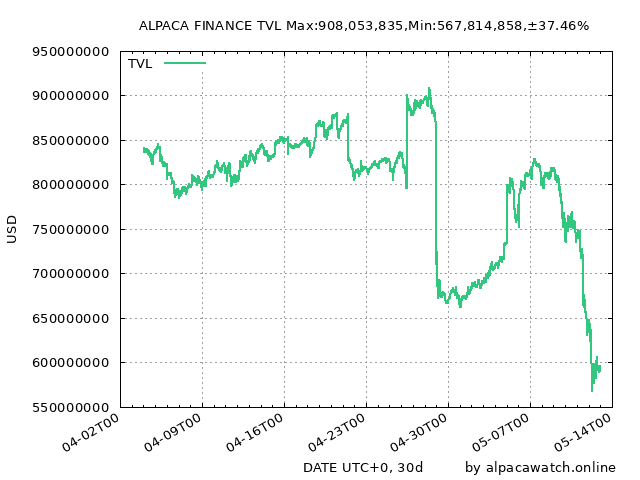 ALPACA FINANCE TVL Max:908,053,835,Min:567,814,858,±37.46%
950000000
TVL
900000000
850000000
800000000
750000000
USD
700000000
650000000
600000000
550000000
04-02T00
04-09T00
04-16T00
04-23T00
04-30T00
05-07T00
05-14T00
DATE UTC+0, 30d
by alpacawatch.online